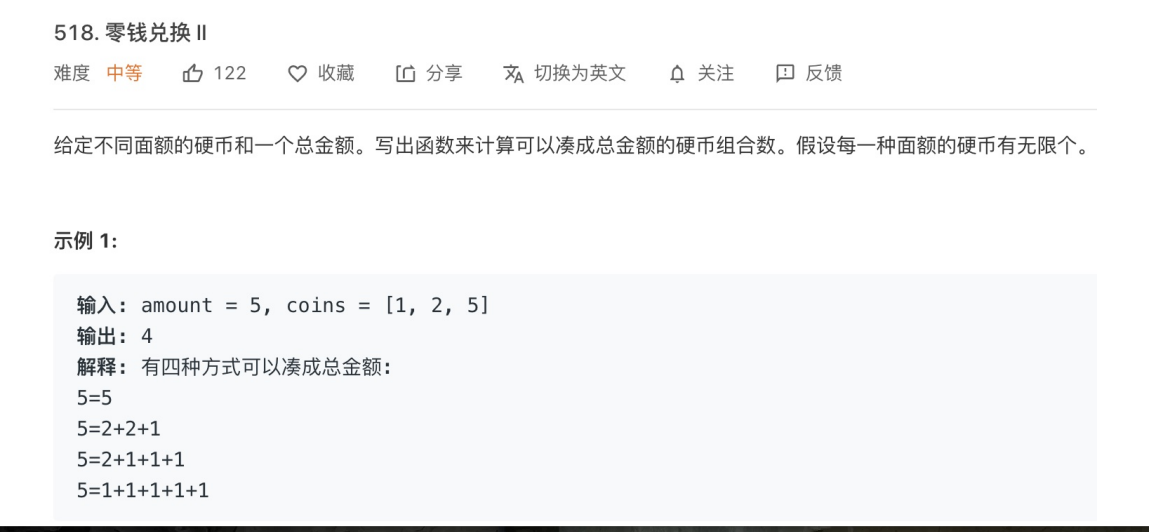 518. 零钱兑换 II
难度 中等 122 收藏 分享 切换为英文 关注 反馈
给定不同面额的硬币和一个总金额。写出函数来计算可以凑成总金额的硬币组合数。假设每一种面额的硬币有无限个。
示例 1:
输入: amount = 5, coins = [1, 2, 5]
输出: 4
解释: 有四种方式可以凑成总金额:
5=5
5=2+2+1
5=2+1+1+1
5=1+1+1+1+1